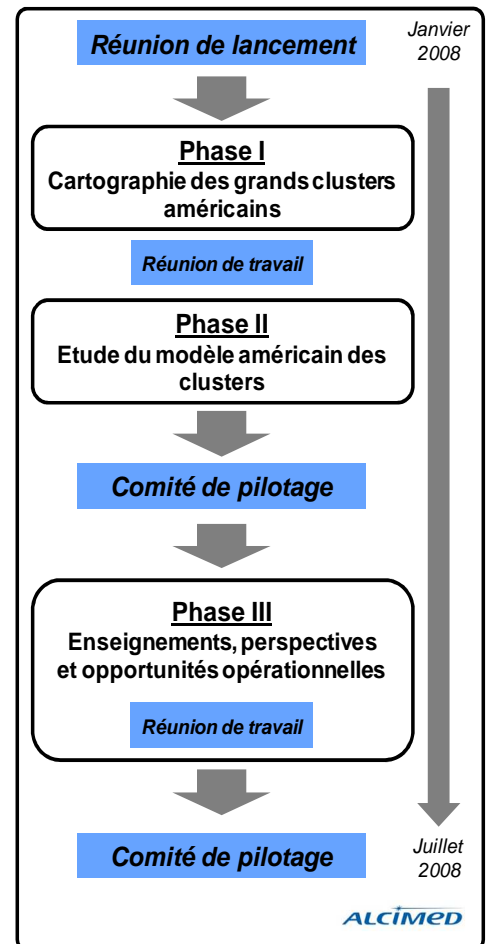 Réunion de lancement
Janvier
2008
Phase I
Cartographie des grands clusters
américains
Réunion de travail
Phase II
Etude du modèle américain des
clusters
Comité de pilotage
Phase III
Enseignements, perspectives
et opportunités opérationnelles
Réunion de travail
Comité de pilotage
Juillet
2008
ALCIMED